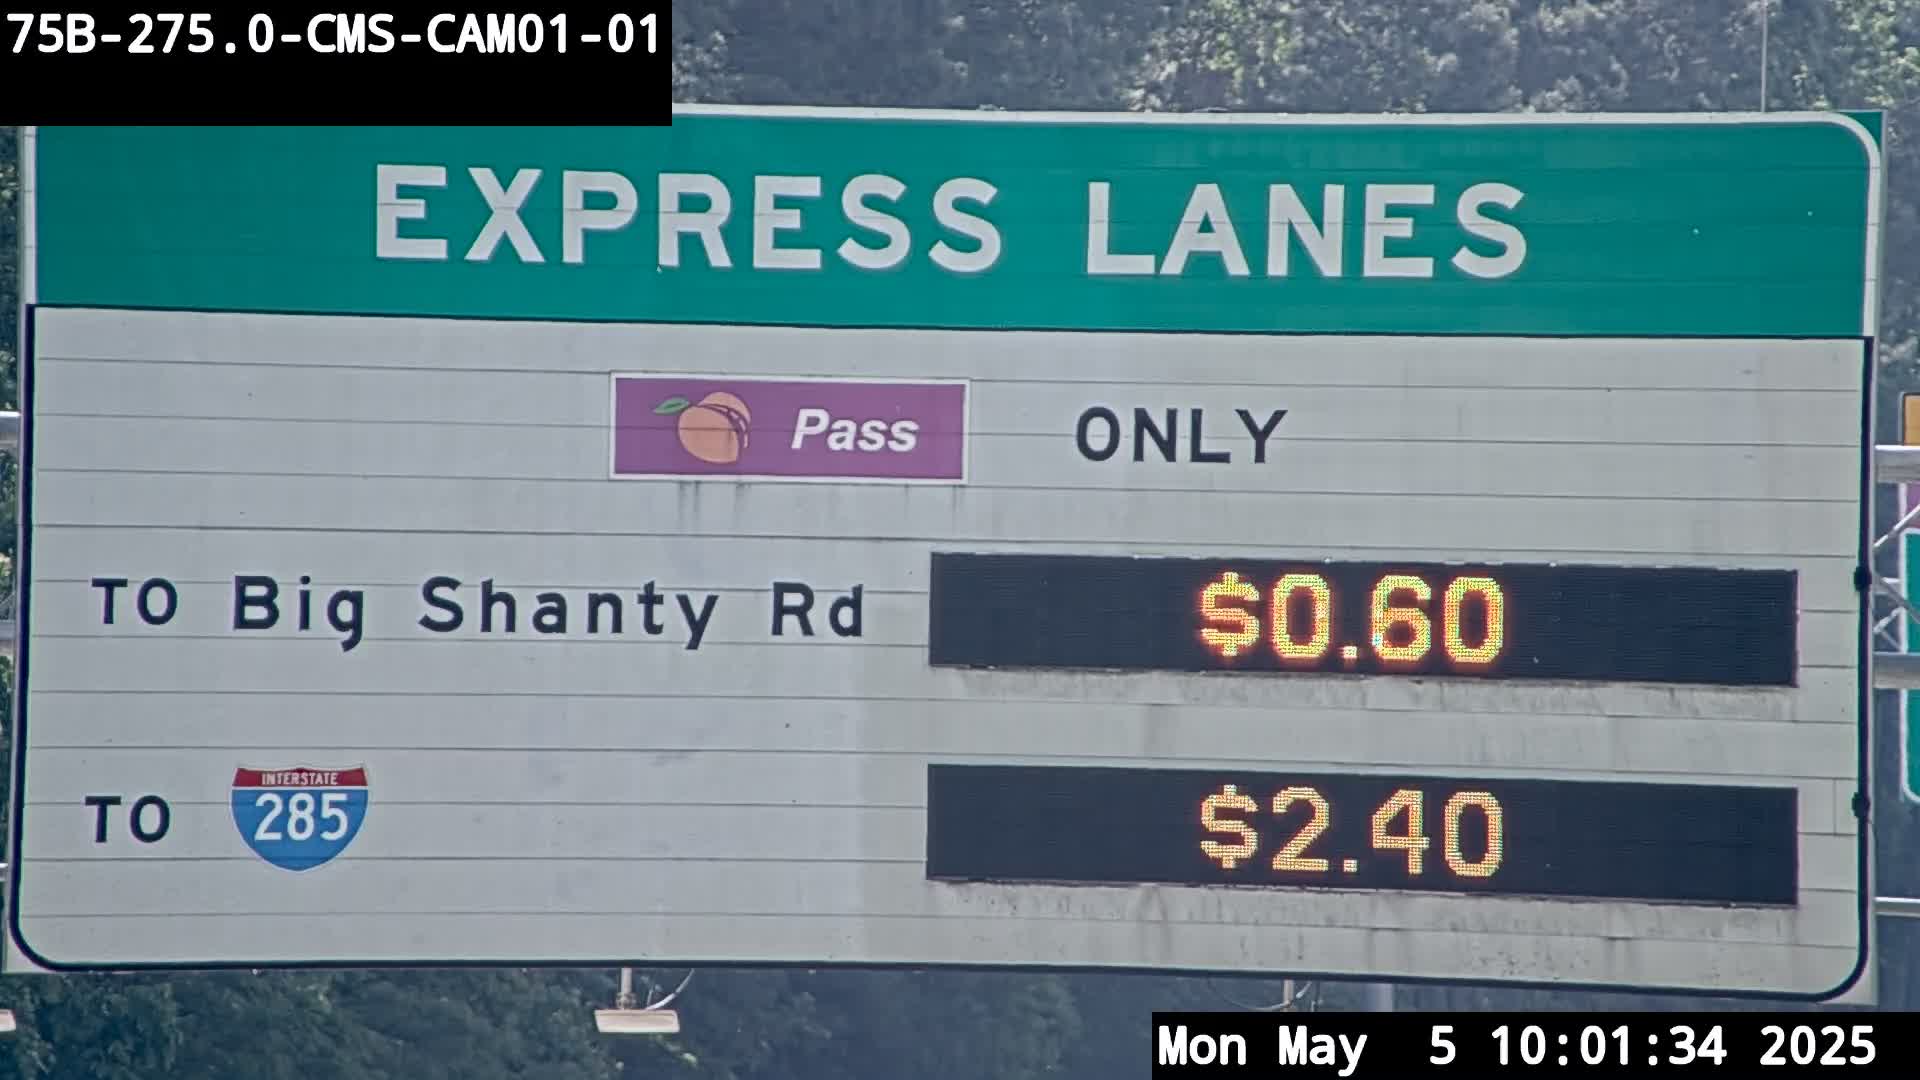 75B-275.0-CMS-CAM01-01
EXPRESS LANES
Pass ONLY
TO Big Shanty Rd $0.60
TO INTERSTATE 285 $2.40
Mon May 5 10:01:34 2025